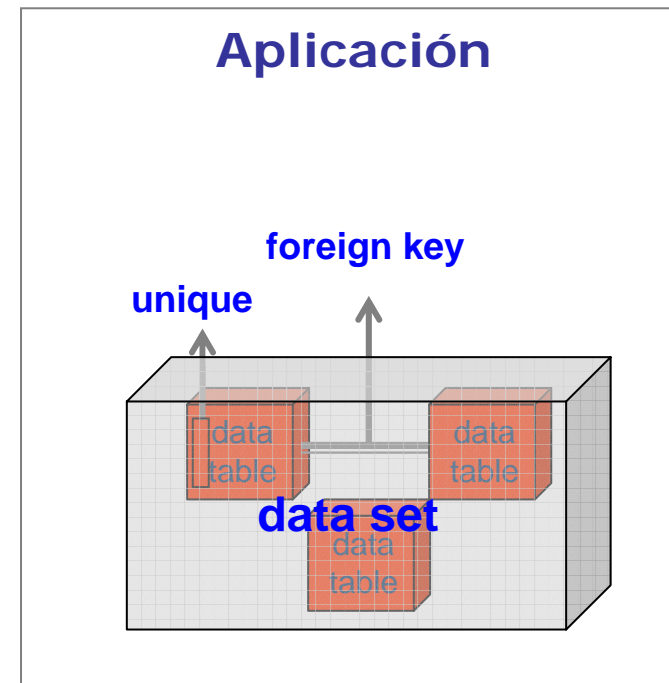 Aplicación
foreign key
unique
data
table
data
table
data set
data
table